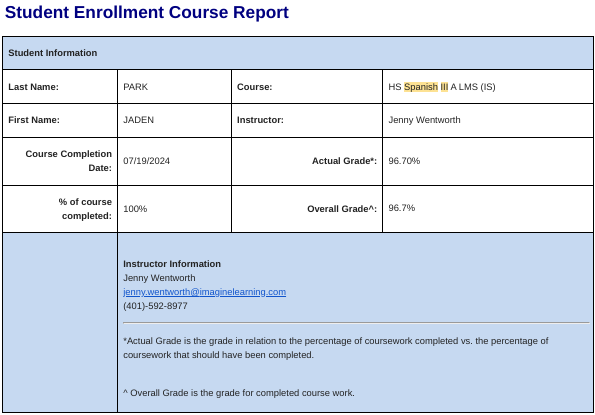 Student Enrollment Course Report
Student Information
Last Name: PARK Course: HS Spanish III A LMS (IS)
First Name: JADEN Instructor: Jenny Wentworth
Course Completion
Date: 07/19/2024 Actual Grade*: 96.70%
% of course
completed: 100% Overall Grade^: 96.7%
Instructor Information
Jenny Wentworth
jenny.wentworth@imaginelearning.com
(401)-592-8977
*Actual Grade is the grade in relation to the percentage of coursework completed vs. the percentage of
coursework that should have been completed.
^ Overall Grade is the grade for completed course work.